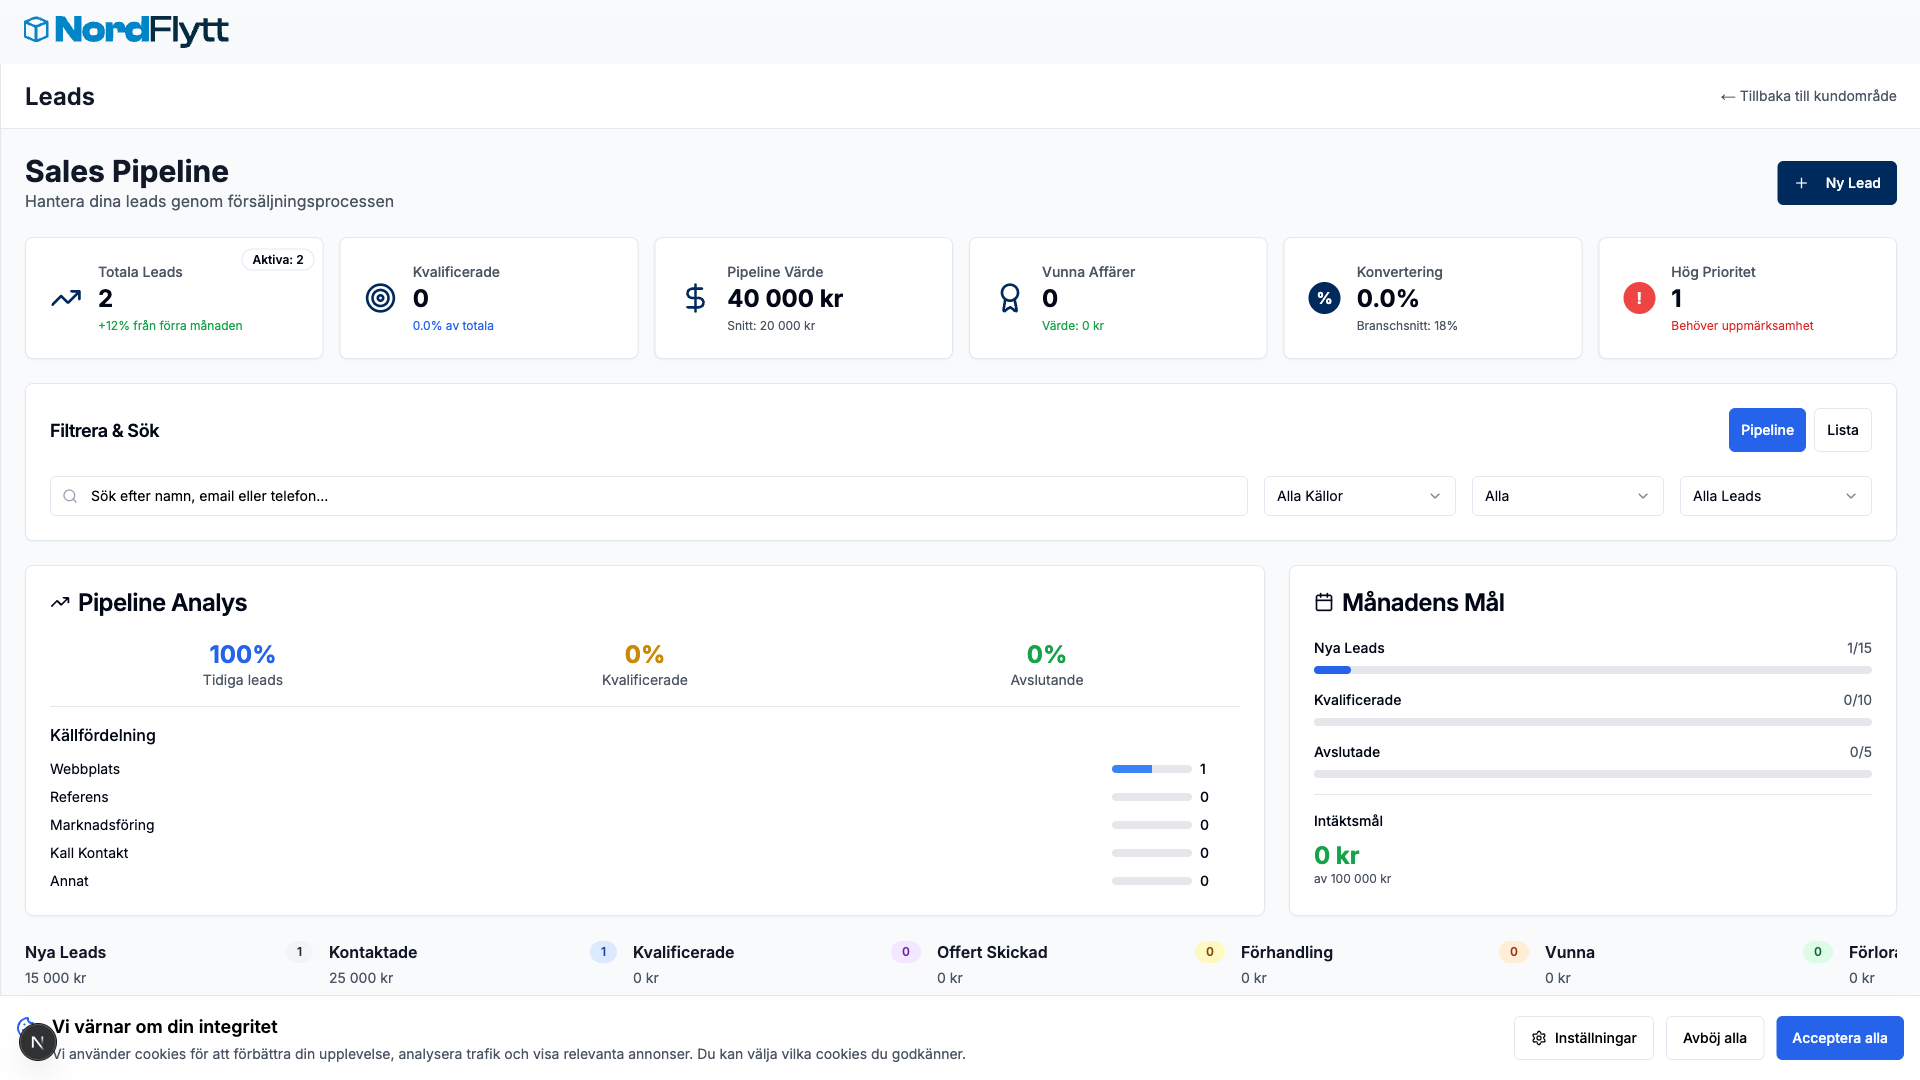 NordFlytt
Leads
← Tillbaka till kundområde
Sales Pipeline
Hantera dina leads genom försäljningsprocessen
+ Ny Lead
Aktiva: 2
Totala Leads
2
+12% från förra månaden
Kvalificerade
0
0.0% av totala
Pipeline Värde
40 000 kr
Snitt: 20 000 kr
Vunna Affärer
0
Värde: 0 kr
%
Konvertering
0.0%
Branschsnitt: 18%
!
Hög Prioritet
1
Behöver uppmärksamhet
Filtrera & Sök
Pipeline
Lista
Sök efter namn, email eller telefon...
Alla Källor
Alla
Alla Leads
Pipeline Analys
100%
Tidiga leads
0%
Kvalificerade
0%
Avslutande
Källfördelning
Webbplats 1
Referens 0
Marknadsföring 0
Kall Kontakt 0
Annat 0
Månadens Mål
Nya Leads 1/15
Kvalificerade 0/10
Avslutade 0/5
Intäktsmål
0 kr
av 100 000 kr
Nya Leads 1
15 000 kr
Kontaktade 1
25 000 kr
Kvalificerade 0
0 kr
Offert Skickad 0
0 kr
Förhandling 0
0 kr
Vunna 0
0 kr
Förlora
0 kr
N
Vi värnar om din integritet
Vi använder cookies för att förbättra din upplevelse, analysera trafik och visa relevanta annonser. Du kan välja vilka cookies du godkänner.
Inställningar
Avböj alla
Acceptera alla